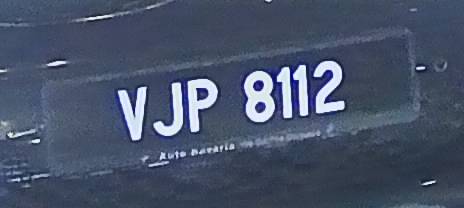 VJP 8112
Auto Bavaria